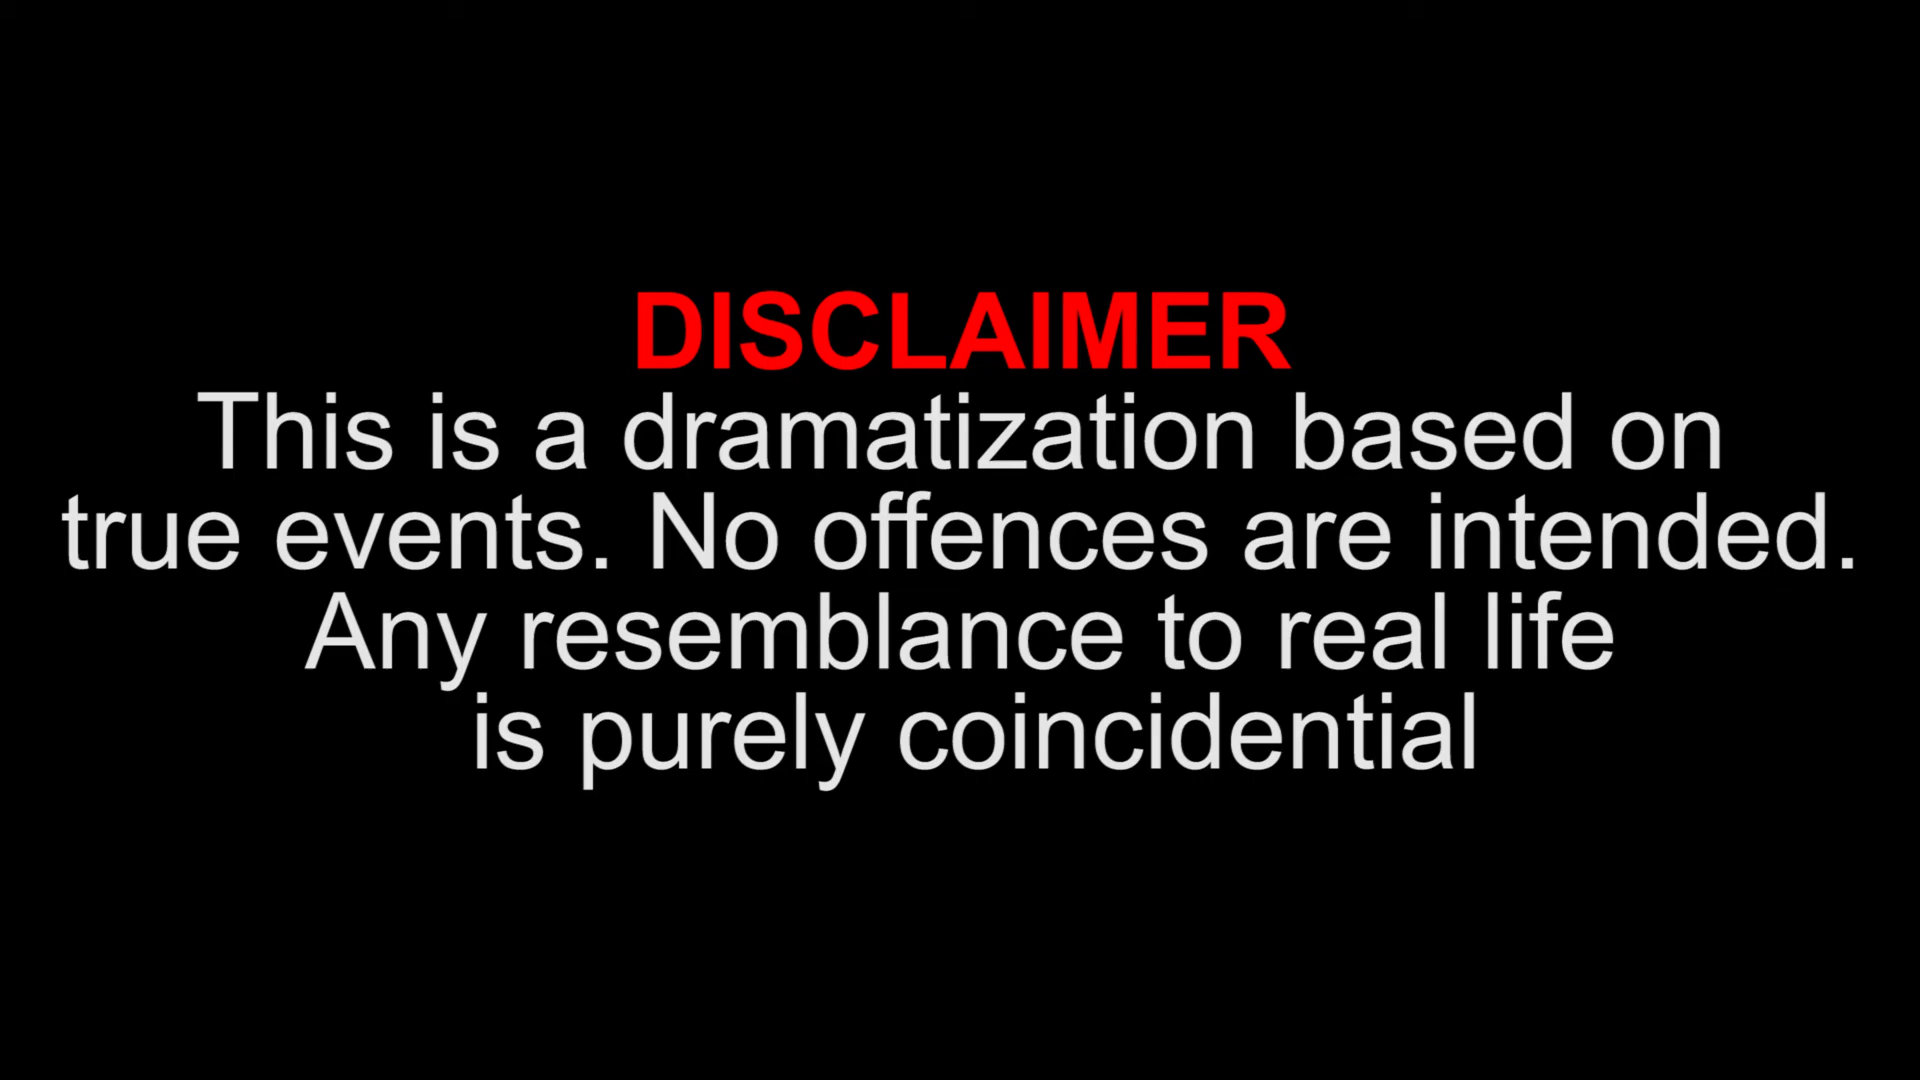 DISCLAIMER
This is a dramatization based on
true events. No offences are intended.
Any resemblance to real life
is purely coincidential